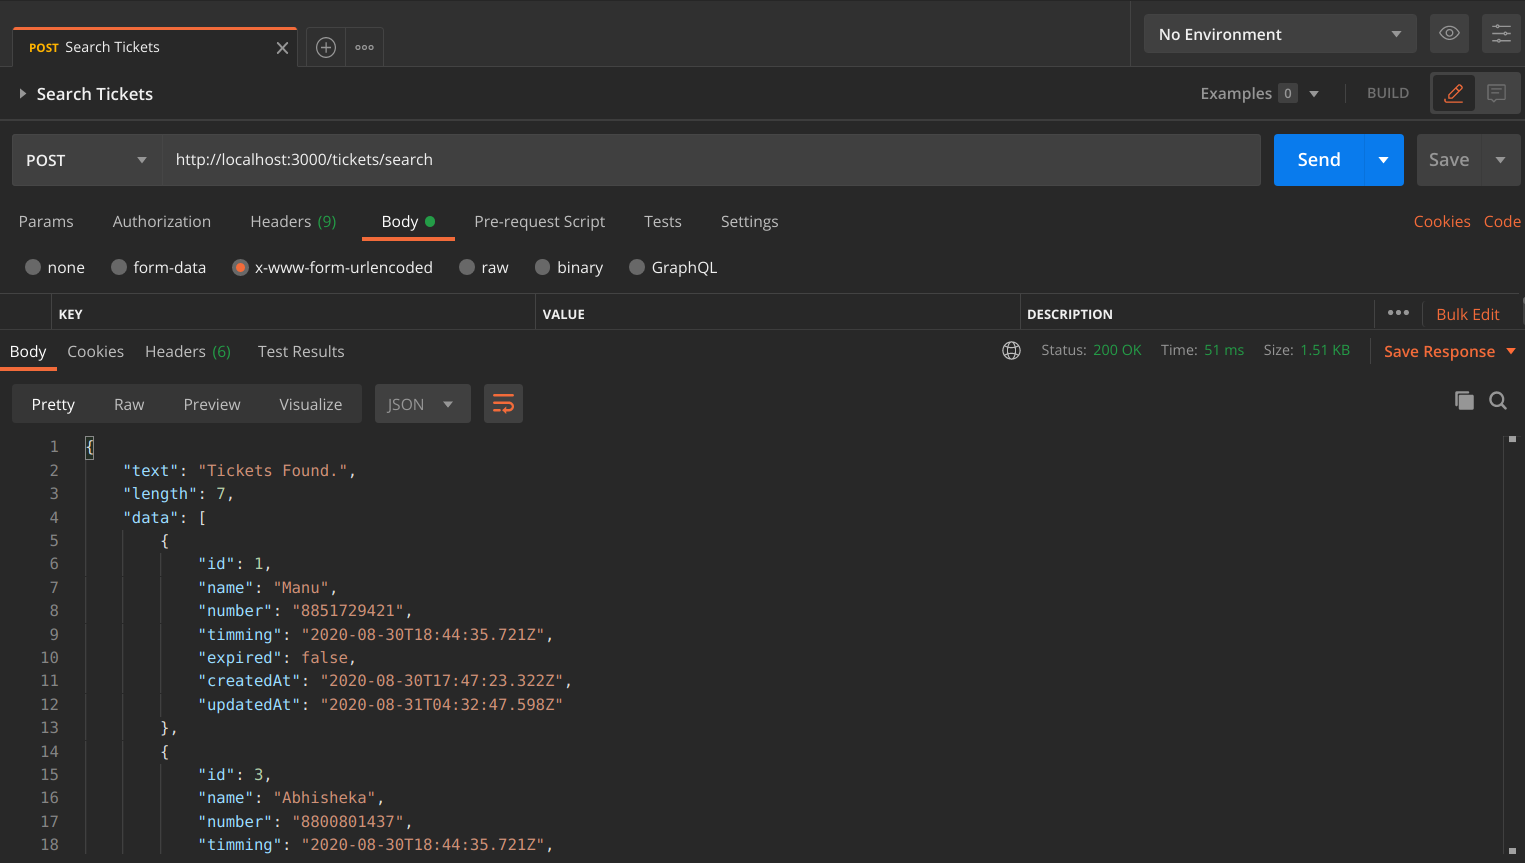 POST Search Tickets
No Environment
Search Tickets
Examples 0
BUILD
POST
http://localhost:3000/tickets/search
Send
Save
Params Authorization Headers (9) Body Pre-request Script Tests Settings Cookies Code
none form-data x-www-form-urlencoded raw binary GraphQL
KEY VALUE DESCRIPTION Bulk Edit
Body Cookies Headers (6) Test Results Status: 200 OK Time: 51 ms Size: 1.51 KB Save Response
Pretty Raw Preview Visualize JSON
1 {
2 "text": "Tickets Found.",
3 "length": 7,
4 "data": [
5 {
6 "id": 1,
7 "name": "Manu",
8 "number": "8851729421",
9 "timming": "2020-08-30T18:44:35.721Z",
10 "expired": false,
11 "createdAt": "2020-08-30T17:47:23.322Z",
12 "updatedAt": "2020-08-31T04:32:47.598Z"
13 },
14 {
15 "id": 3,
16 "name": "Abhisheka",
17 "number": "8800801437",
18 "timming": "2020-08-30T18:44:35.721Z",